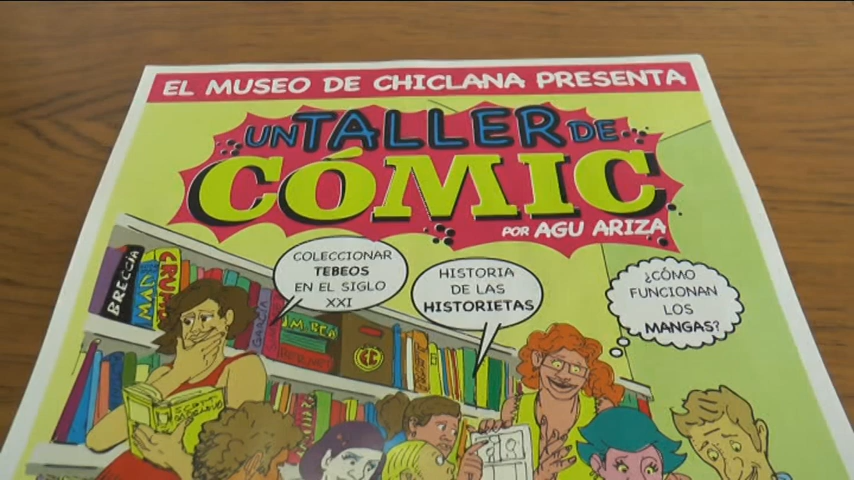 EL MUSEO DE CHICLANA PRESENTA
UN TALLER DE
CÓMIC
POR AGU ARIZA
COLECCIONAR
TEBEOS
EN EL SIGLO
XXI
HISTORIA
DE LAS
HISTORIETAS
¿CÓMO
FUNCIONAN
LOS
MANGAS?
BRECCIA
MAD
CRUMB
GARCÍA